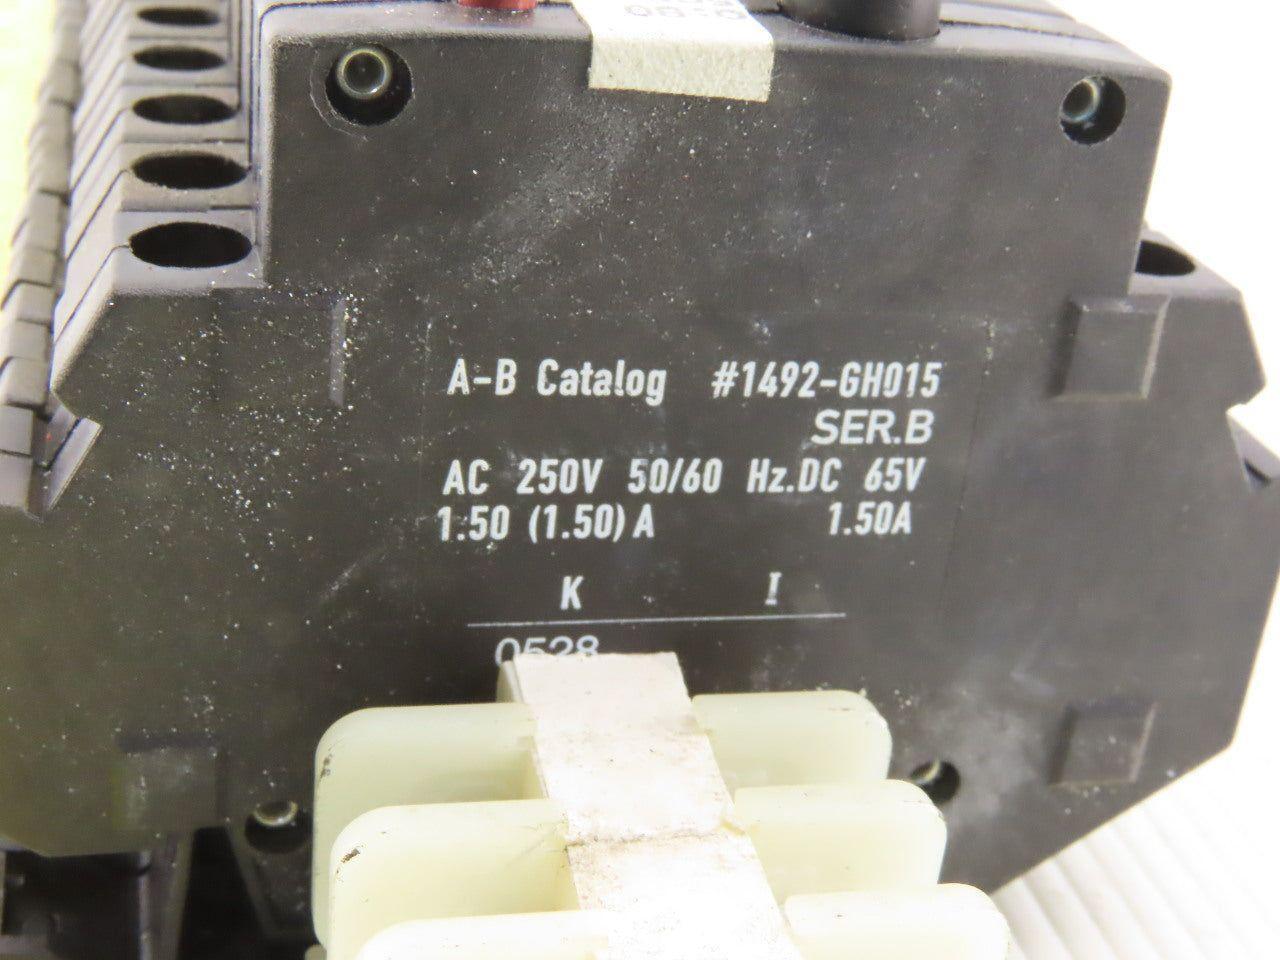 A-B Catalog #1492-GH015
SER.B
AC 250V 50/60 Hz.DC 65V
1.50 (1.50) A 1.50A
K I
0528